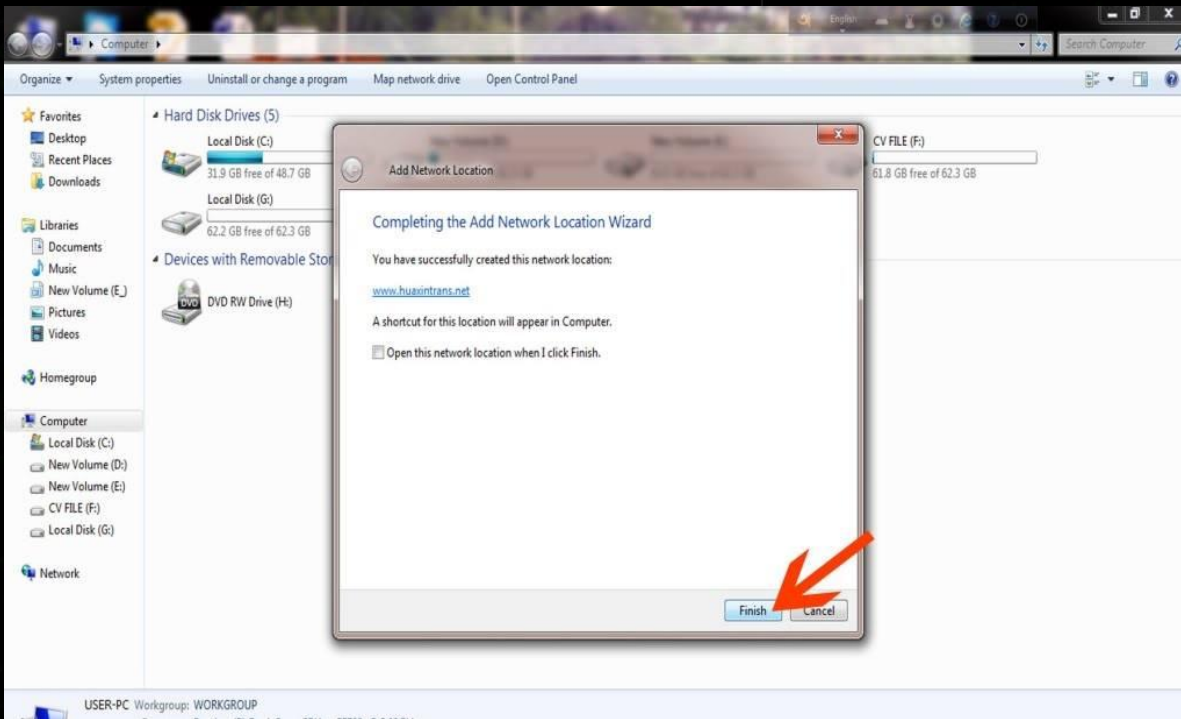 English
Computer
Search Computer
Organize
System properties
Uninstall or change a program
Map network drive
Open Control Panel
Favorites
Desktop
Recent Places
Downloads
Libraries
Documents
Music
New Volume (E_)
Pictures
Videos
Homegroup
Computer
Local Disk (C:)
New Volume (D:)
New Volume (E:)
CV FILE (F:)
Local Disk (G:)
Network
Hard Disk Drives (5)
Local Disk (C:)
31.9 GB free of 48.7 GB
Local Disk (G:)
62.2 GB free of 62.3 GB
Devices with Removable Stor
DVD RW Drive (H:)
CV FILE (F:)
61.8 GB free of 62.3 GB
Add Network Location
Completing the Add Network Location Wizard
You have successfully created this network location:
www.huaxintrans.net
A shortcut for this location will appear in Computer.
Open this network location when I click Finish.
Finish
Cancel
USER-PC Workgroup: WORKGROUP